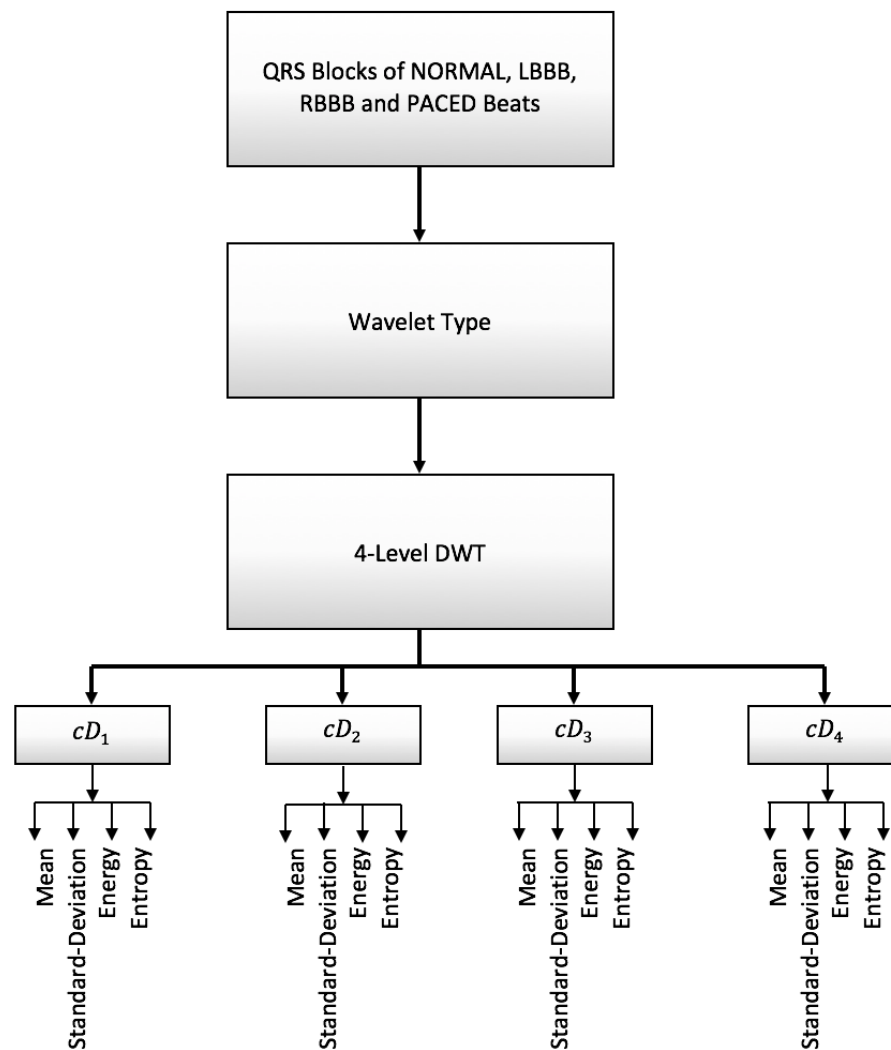 QRS Blocks of NORMAL, LBBB,
RBBB and PACED Beats
Wavelet Type
4-Level DWT
cD₁
cD₂
cD₃
cD₄
Mean
Standard-Deviation
Energy
Entropy
Mean
Standard-Deviation
Energy
Entropy
Mean
Standard-Deviation
Energy
Entropy
Mean
Standard-Deviation
Energy
Entropy